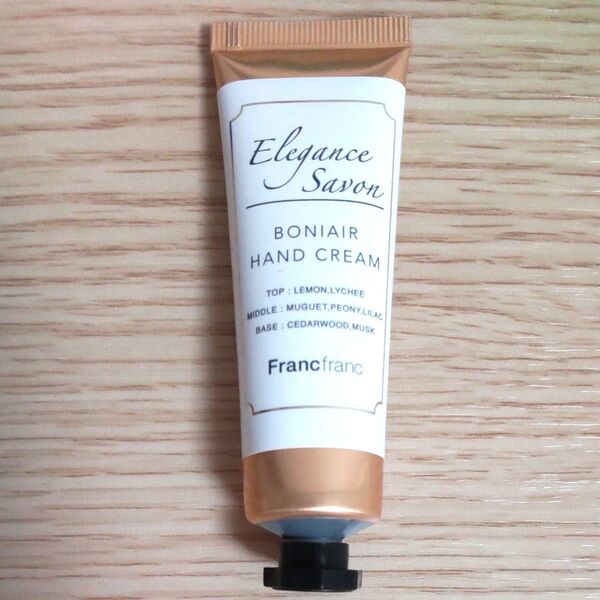 Elegance
Savon
BONIAIR
HAND CREAM
TOP : LEMON,LYCHEE
MIDDLE : MUGUET,PEONY,LILAC
BASE : CEDARWOOD,MUSK
Francfranc